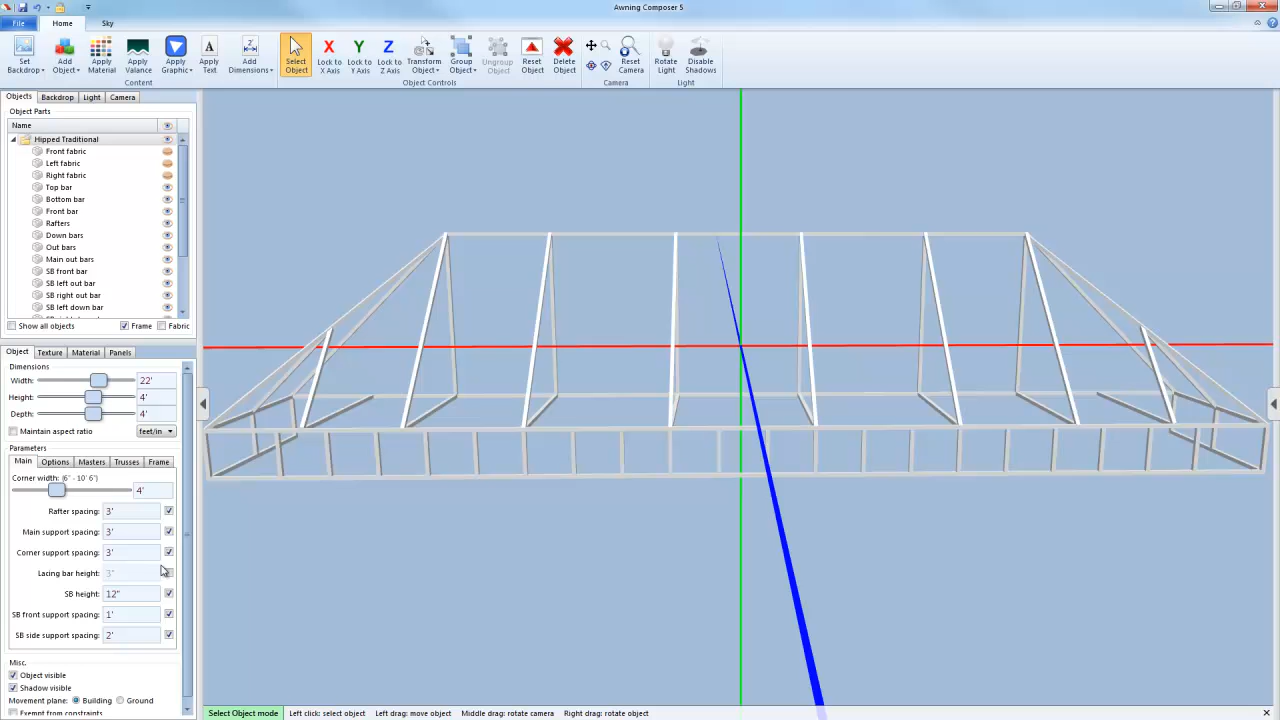 Awning Composer 5
File Home Sky
Set Backdrop Add Object Apply Material Apply Valance Apply Graphic Apply Text Add Dimensions Select Object Lock to X Axis Lock to Y Axis Lock to Z Axis Transform Object Group Object Ungroup Object Reset Object Delete Object Reset Camera Rotate Light Disable Shadows
Content Object Controls Camera Light
Objects Backdrop Light Camera
Object Parts
Name
Hipped Traditional
Front fabric
Left fabric
Right fabric
Top bar
Bottom bar
Front bar
Rafters
Down bars
Out bars
Main out bars
SB front bar
SB left out bar
SB right out bar
SB left down bar
Show all objects Frame Fabric
Object Texture Material Panels
Dimensions
Width: 22'
Height: 4'
Depth: 4'
Maintain aspect ratio feet/in
Parameters
Main Options Masters Trusses Frame
Corner width: (6" - 10' 6")
4'
Rafter spacing: 3'
Main support spacing: 3'
Corner support spacing: 3'
Lacing bar height: 3"
SB height: 12"
SB front support spacing: 1'
SB side support spacing: 2'
Misc.
Object visible
Shadow visible
Movement plane: Building Ground
Exempt from constraints
Select Object mode Left click: select object Left drag: move object Middle drag: rotate camera Right drag: rotate object